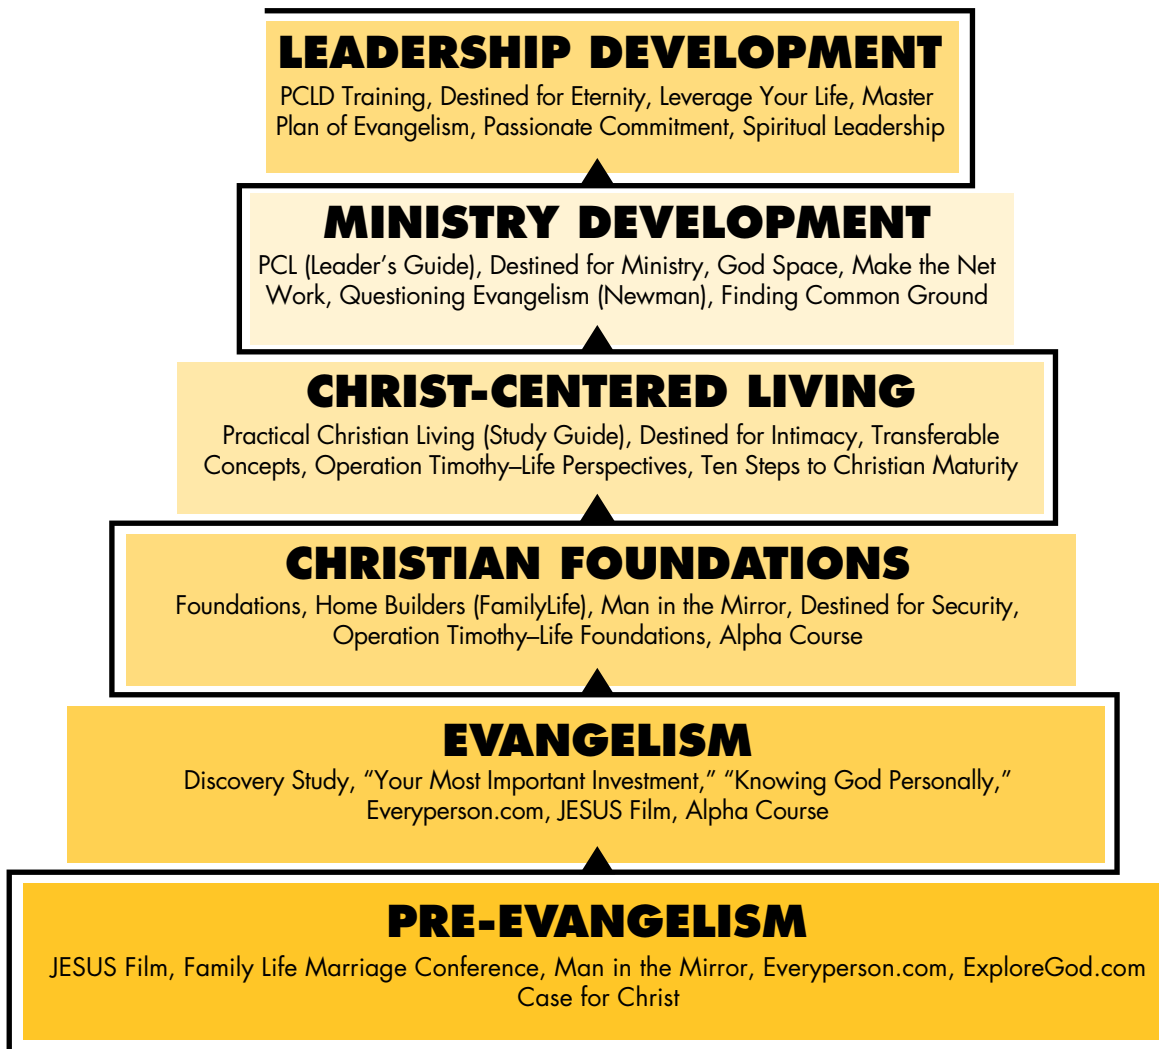 LEADERSHIP DEVELOPMENT
PCLD Training, Destined for Eternity, Leverage Your Life, Master
Plan of Evangelism, Passionate Commitment, Spiritual Leadership
MINISTRY DEVELOPMENT
PCL (Leader’s Guide), Destined for Ministry, God Space, Make the Net
Work, Questioning Evangelism (Newman), Finding Common Ground
CHRIST-CENTERED LIVING
Practical Christian Living (Study Guide), Destined for Intimacy, Transferable
Concepts, Operation Timothy–Life Perspectives, Ten Steps to Christian Maturity
CHRISTIAN FOUNDATIONS
Foundations, Home Builders (FamilyLife), Man in the Mirror, Destined for Security,
Operation Timothy–Life Foundations, Alpha Course
EVANGELISM
Discovery Study, “Your Most Important Investment,” “Knowing God Personally,”
Everyperson.com, JESUS Film, Alpha Course
PRE-EVANGELISM
JESUS Film, Family Life Marriage Conference, Man in the Mirror, Everyperson.com, ExploreGod.com
Case for Christ